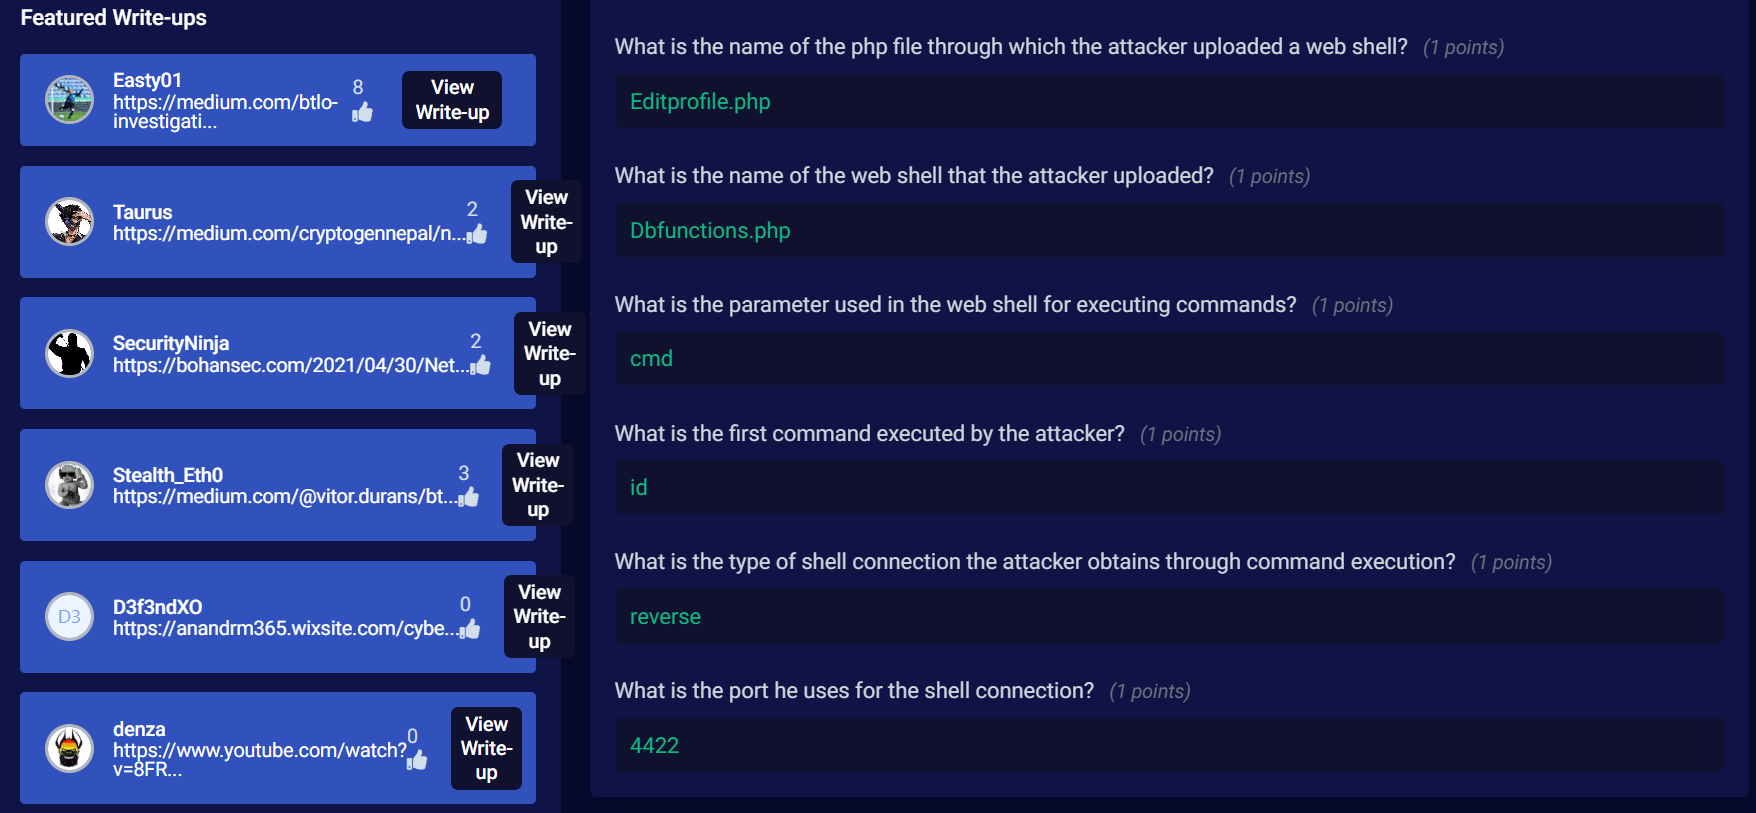 Featured Write-ups
Easty01
https://medium.com/btlo-
investigati...
8
View
Write-up
Taurus
https://medium.com/cryptogennepal/n...
2
View
Write-
up
SecurityNinja
https://bohansec.com/2021/04/30/Net...
2
View
Write-
up
Stealth_Eth0
https://medium.com/@vitor.durans/bt...
3
View
Write-
up
D3
D3f3ndXO
https://anandrm365.wixsite.com/cybe...
0
View
Write-
up
denza
https://www.youtube.com/watch?
v=8FR...
0
View
Write-
up
What is the name of the php file through which the attacker uploaded a web shell? (1 points)
Editprofile.php
What is the name of the web shell that the attacker uploaded? (1 points)
Dbfunctions.php
What is the parameter used in the web shell for executing commands? (1 points)
cmd
What is the first command executed by the attacker? (1 points)
id
What is the type of shell connection the attacker obtains through command execution? (1 points)
reverse
What is the port he uses for the shell connection? (1 points)
4422